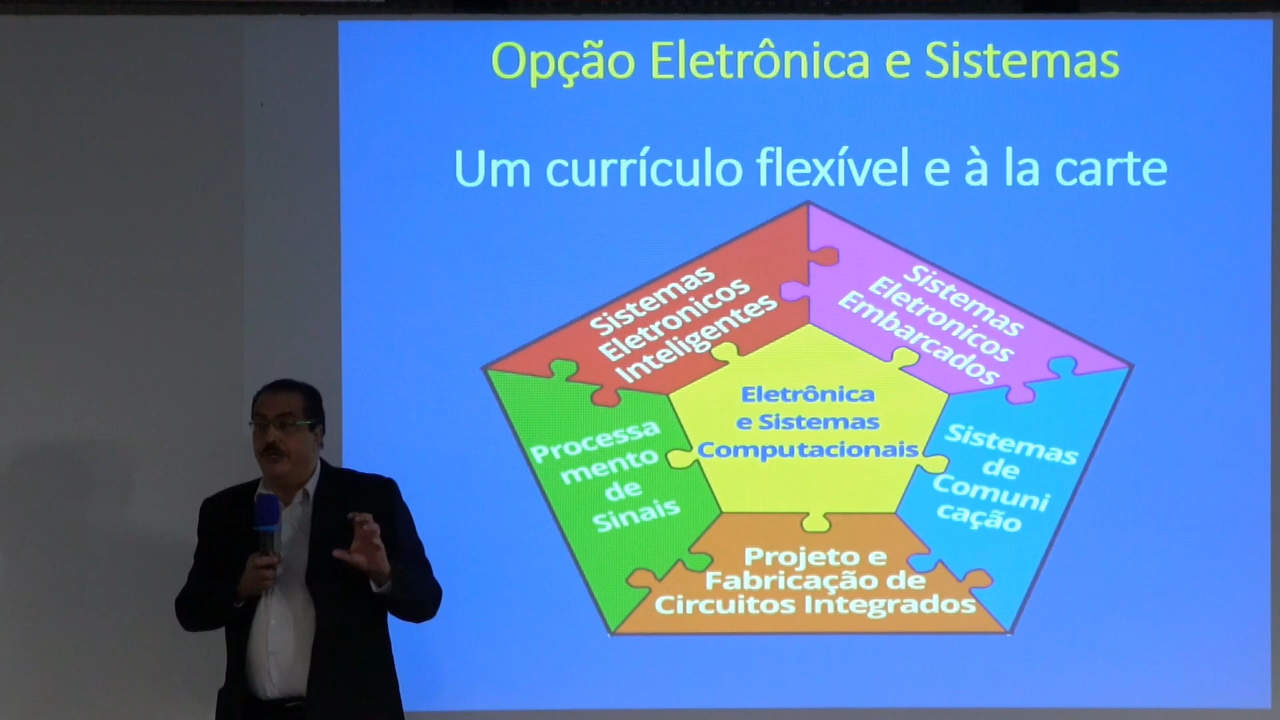 Opção Eletrônica e Sistemas
Um currículo flexível e à la carte
Sistemas
Eletronicos
Inteligentes
Sistemas
Eletronicos
Embarcados
Eletrônica
e Sistemas
Computacionais
Processa
mento
de
Sinais
Sistemas
de
Comuni
cação
Projeto e
Fabricação de
Circuitos Integrados